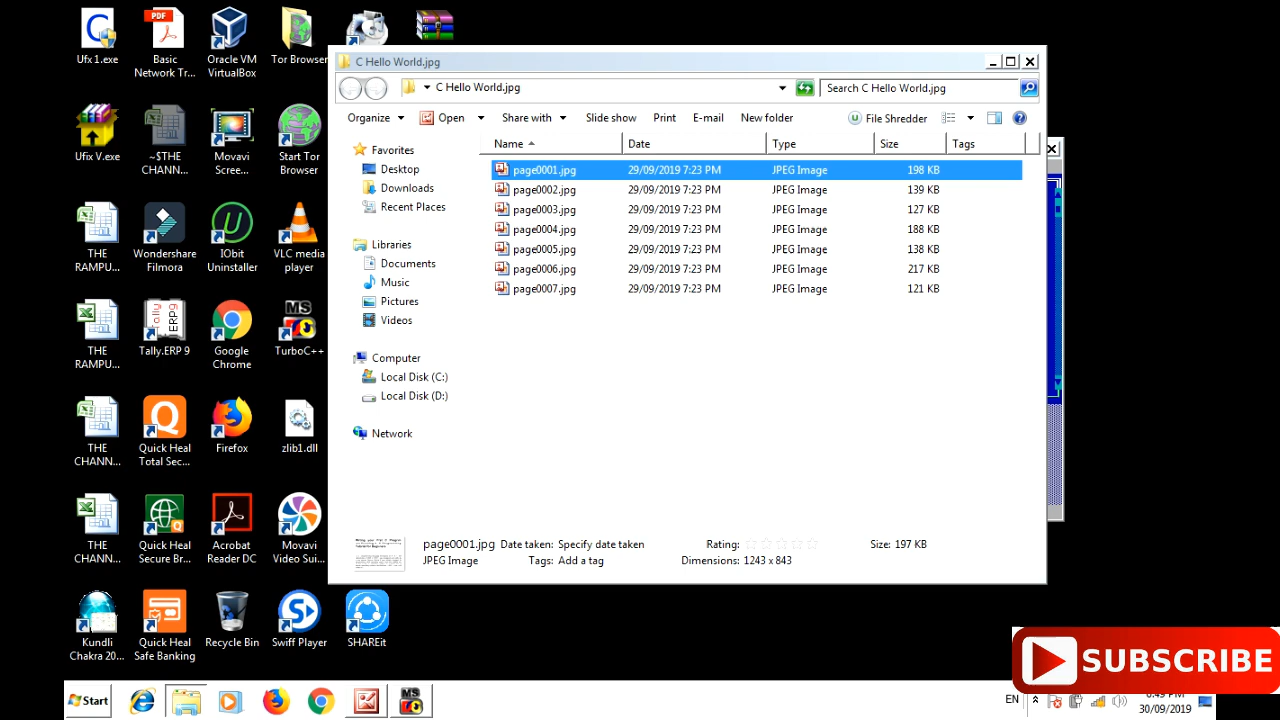 Ufx 1.exe
PDF
Basic
Network Tr...
Oracle VM
VirtualBox
Tor Browser
C Hello World.jpg
C Hello World.jpg
Search C Hello World.jpg
Organize
Open
Share with
Slide show
Print
E-mail
New folder
File Shredder
Name
Date
Type
Size
Tags
page0001.jpg 29/09/2019 7:23 PM JPEG Image 198 KB
page0002.jpg 29/09/2019 7:23 PM JPEG Image 139 KB
page0003.jpg 29/09/2019 7:23 PM JPEG Image 127 KB
page0004.jpg 29/09/2019 7:23 PM JPEG Image 188 KB
page0005.jpg 29/09/2019 7:23 PM JPEG Image 138 KB
page0006.jpg 29/09/2019 7:23 PM JPEG Image 217 KB
page0007.jpg 29/09/2019 7:23 PM JPEG Image 121 KB
Favorites
Desktop
Downloads
Recent Places
Libraries
Documents
Music
Pictures
Videos
Computer
Local Disk (C:)
Local Disk (D:)
Network
page0001.jpg Date taken: Specify date taken Rating: Size: 197 KB
JPEG Image Tags: Add a tag Dimensions: 1243 x 843
Ufix V.exe
~$THE
CHANN...
Movavi
Scree...
Start Tor
Browser
THE
RAMPU...
Wondershare
Filmora
IObit
Uninstaller
VLC media
player
THE
RAMPU...
Tally
ERP9
Tally.ERP 9
Google
Chrome
MS
TurboC++
THE
CHANN...
Quick Heal
Total Sec...
Firefox
zlib1.dll
THE
CHANN...
Quick Heal
Secure Br...
Acrobat
Reader DC
Movavi
Video Sui...
Kundli
Chakra 20...
Quick Heal
Safe Banking
Recycle Bin
Swiff Player
SHAREit
SUBSCRIBE
Start
MS
EN
30/09/2019